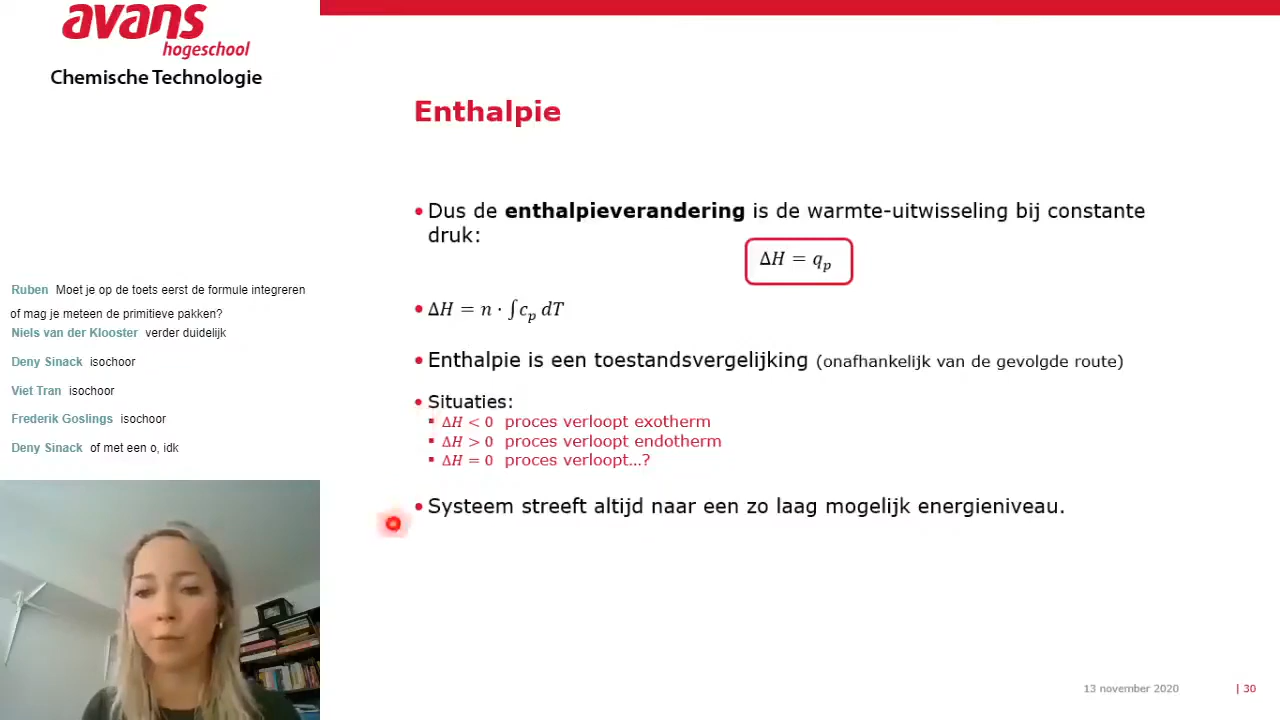 avans
hogeschool
Chemische Technologie
Ruben Moet je op de toets eerst de formule integreren
of mag je meteen de primitieve pakken?
Niels van der Klooster verder duidelijk
Deny Sinack isochoor
Viet Tran isochoor
Frederik Goslings isochoor
Deny Sinack of met een o, idk
Enthalpie
• Dus de enthalpieverandering is de warmte-uitwisseling bij constante
druk:
ΔH = qₚ
• ΔH = n · ∫cₚ dT
• Enthalpie is een toestandsvergelijking (onafhankelijk van de gevolgde route)
• Situaties:
▪ ΔH < 0 proces verloopt exotherm
▪ ΔH > 0 proces verloopt endotherm
▪ ΔH = 0 proces verloopt…?
• Systeem streeft altijd naar een zo laag mogelijk energieniveau.
13 november 2020 | 30